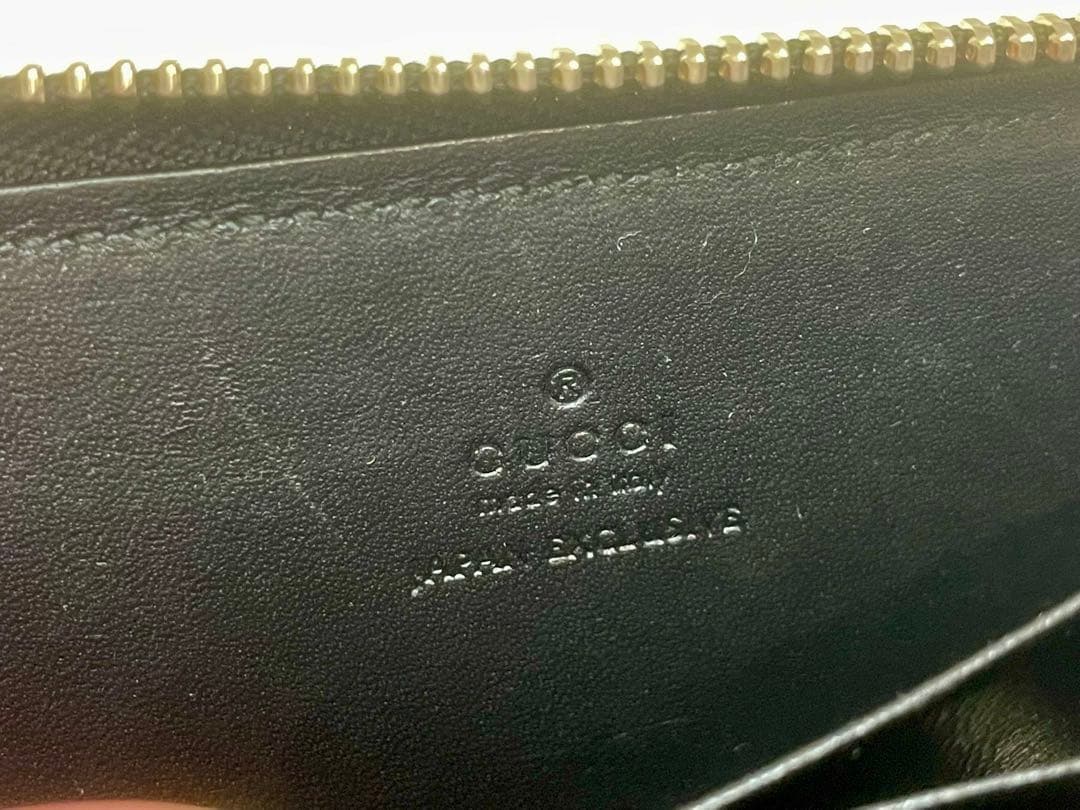 ®
GUCCI
made in italy
JAPAN EXCLUSIVE